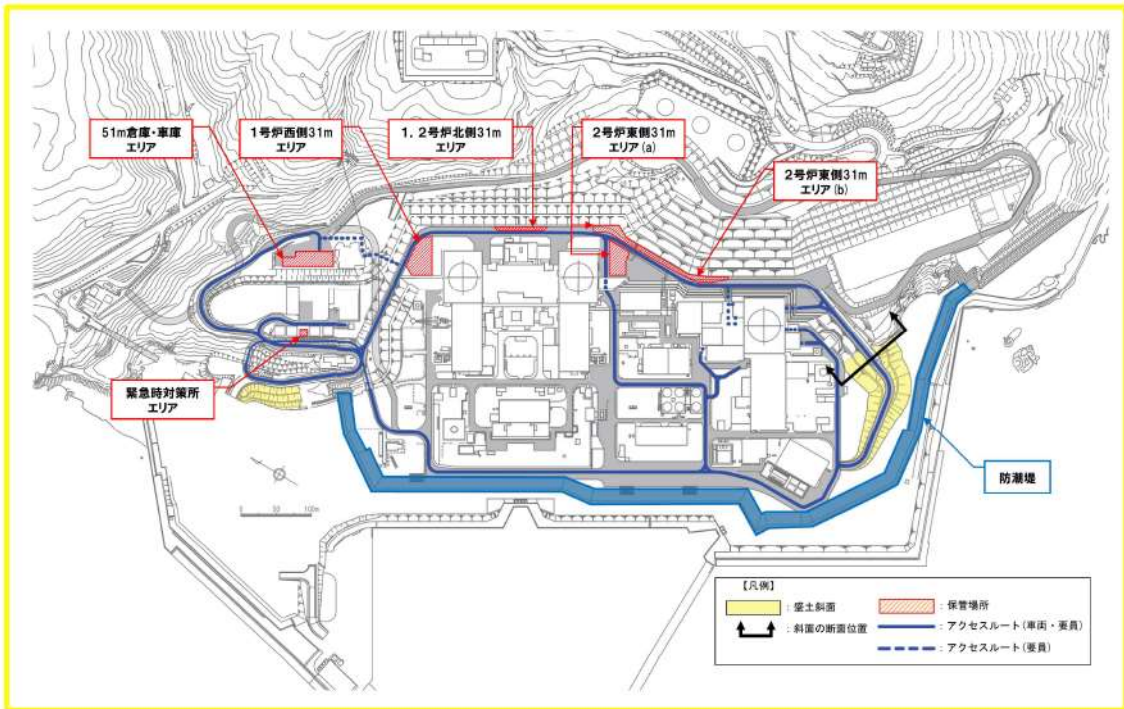 51m倉庫・車庫
エリア
1号炉西側31m
エリア
1，2号炉北側31m
エリア
2号炉東側31m
エリア(a)
2号炉東側31m
エリア(b)
緊急時対策所
エリア
防潮堤
0 50 100m
【凡例】
：盛土斜面
：保管場所
：斜面の断面位置
：アクセスルート(車両・要員)
：アクセスルート(要員)